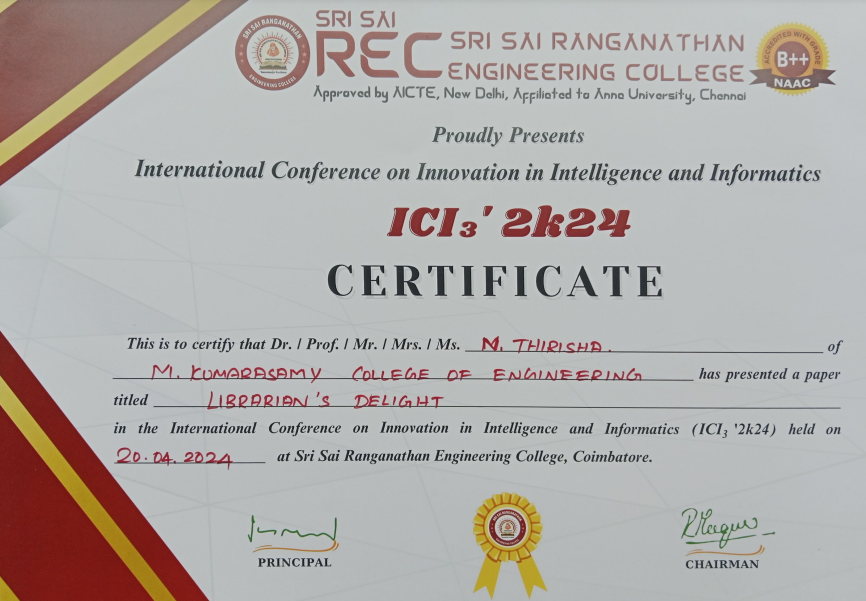 SRI SAI
REC
SRI SAI RANGANATHAN
ENGINEERING COLLEGE
Approved by AICTE, New Delhi, Affiliated to Anna University, Chennai
SRI SAI RANGANATHAN
ENGINEERING COLLEGE
ACCREDITED WITH GRADE
B++
NAAC
Proudly Presents
International Conference on Innovation in Intelligence and Informatics
ICI₃' 2k24
CERTIFICATE
This is to certify that Dr. / Prof. / Mr. / Mrs. / Ms. N. THIRISHA. of
M. KUMARASAMY COLLEGE OF ENGINEERING has presented a paper
titled LIBRARIAN'S DELIGHT
in the International Conference on Innovation in Intelligence and Informatics (ICI₃ '2k24) held on
20.04.2024 at Sri Sai Ranganathan Engineering College, Coimbatore.
PRINCIPAL
CHAIRMAN